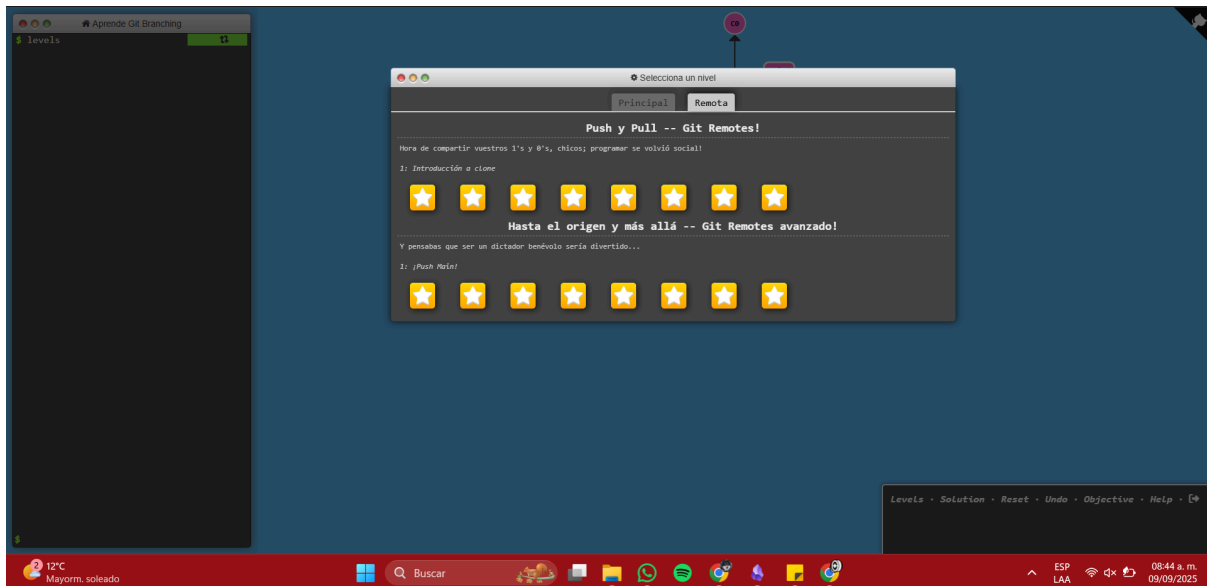 Aprende Git Branching
$ levels
c0
Selecciona un nivel
Principal
Remota
Push y Pull -- Git Remotes!
Hora de compartir vuestros 1's y 0's, chicos; programar se volvió social!
1: Introducción a clone
Hasta el origen y más allá -- Git Remotes avanzado!
Y pensabas que ser un dictador benévolo sería divertido...
1: ¡Push Main!
Levels · Solution · Reset · Undo · Objective · Help ·
$
2
12°C
Mayorm. soleado
Buscar
ESP
LAA
08:44 a. m.
09/09/2025